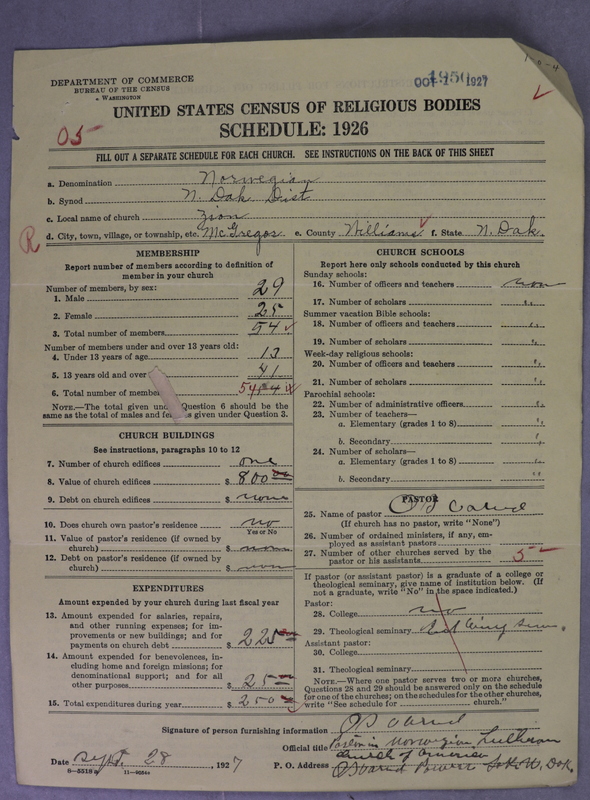 DEPARTMENT OF COMMERCE
BUREAU OF THE CENSUS
WASHINGTON
OCT 1927
1950
UNITED STATES CENSUS OF RELIGIOUS BODIES
SCHEDULE: 1926
05
FILL OUT A SEPARATE SCHEDULE FOR EACH CHURCH. SEE INSTRUCTIONS ON THE BACK OF THIS SHEET
a. Denomination Norwegian
b. Synod N. Dak Dist
c. Local name of church Zion
R
d. City, town, village, or township, etc. McGregor e. County Williams f. State N. Dak.
MEMBERSHIP
Report number of members according to definition of
member in your church
Number of members, by sex:
1. Male 29
2. Female 25
3. Total number of members 54
Number of members under and over 13 years old:
4. Under 13 years of age 13
5. 13 years old and over 41
6. Total number of members 54
NOTE.—The total given under Question 6 should be
same as the total of males and females given under Question 3.
CHURCH BUILDINGS
See instructions, paragraphs 10 to 12
7. Number of church edifices one
8. Value of church edifices $ 800 00
9. Debt on church edifices $ none
10. Does church own pastor's residence no
Yes or No
11. Value of pastor's residence (if owned by
church) $ none
12. Debt on pastor's residence (if owned by
church) $ none
EXPENDITURES
Amount expended by your church during last fiscal year
13. Amount expended for salaries, repairs,
and other running expenses; for im-
provements or new buildings; and for
payments on church debt $ 225
14. Amount expended for benevolences, in-
cluding home and foreign missions; for
denominational support; and for all
other purposes $ 25
15. Total expenditures during year $ 250
CHURCH SCHOOLS
Report here only schools conducted by this church
Sunday schools:
16. Number of officers and teachers none
17. Number of scholars "
Summer vacation Bible schools:
18. Number of officers and teachers "
19. Number of scholars "
Week-day religious schools:
20. Number of officers and teachers "
21. Number of scholars "
Parochial schools:
22. Number of administrative officers "
23. Number of teachers—
a. Elementary (grades 1 to 8) "
b. Secondary "
24. Number of scholars—
a. Elementary (grades 1 to 8) "
b. Secondary "
PASTOR
25. Name of pastor
(If church has no pastor, write "None")
26. Number of ordained ministers, if any, em-
ployed as assistant pastors
27. Number of other churches served by the
pastor or his assistants 5
If pastor (or assistant pastor) is a graduate of a college or
theological seminary, give name of institution below. (If
not a graduate, write "No" in the space indicated.)
Pastor:
28. College no
29. Theological seminary
Assistant pastor:
30. College
31. Theological seminary
NOTE.—Where one pastor serves two or more churches,
Questions 28 and 29 should be answered only on the schedule
for one of the churches; on the schedules for the other churches,
write "See schedule for church."
Signature of person furnishing information
Official title Pastor in Norwegian Lutheran
Church of America
Date Sept. 28, 1927 P. O. Address N. Dak.
6-5318 11-9054